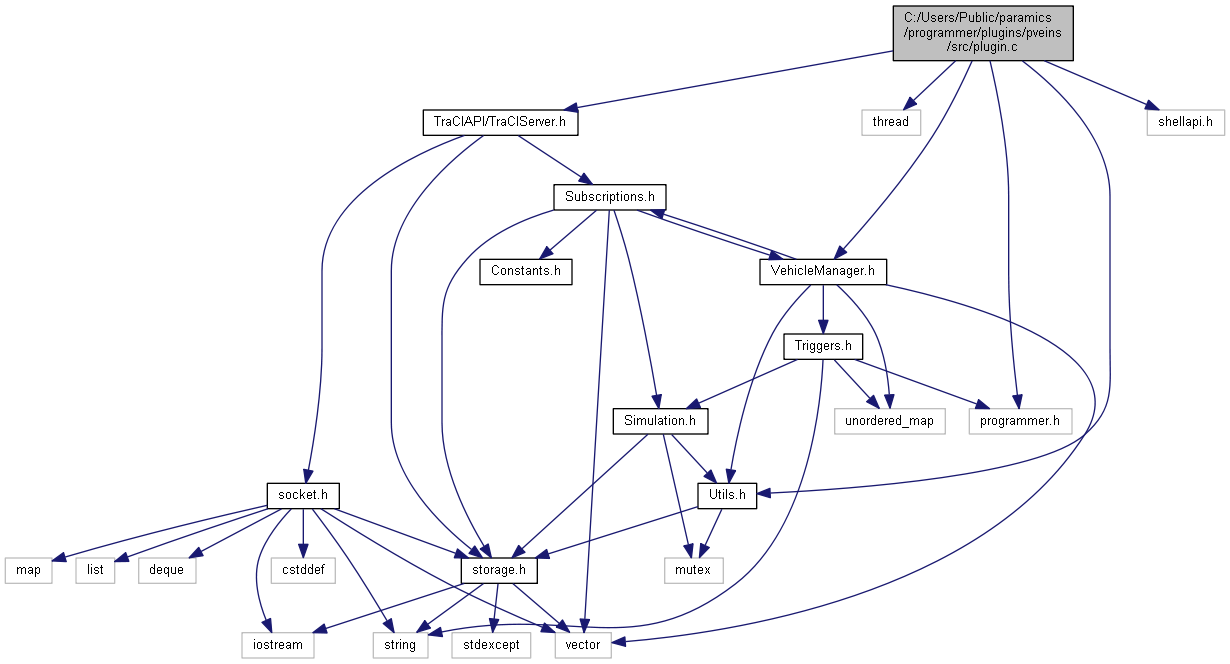 C:/Users/Public/paramics
/programmer/plugins/pveins
/src/plugin.c
TraCIAPI/TraCIServer.h
thread
shellapi.h
Subscriptions.h
Constants.h
VehicleManager.h
Triggers.h
Simulation.h
unordered_map
programmer.h
socket.h
Utils.h
map
list
deque
cstddef
storage.h
mutex
iostream
string
stdexcept
vector